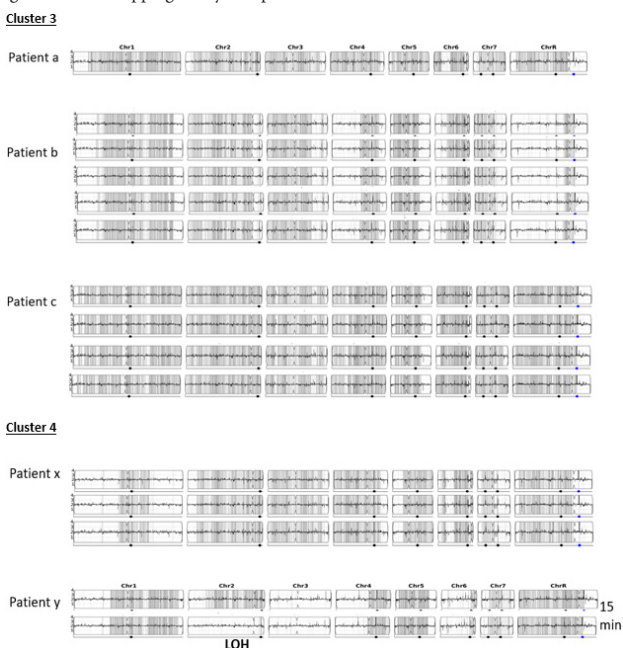 Cluster 3
Chr1 Chr2 Chr3 Chr4 Chr5 Chr6 Chr7 ChrR
Patient a
Patient b
Patient c
Cluster 4
Patient x
Chr1 Chr2 Chr3 Chr4 Chr5 Chr6 Chr7 ChrR
Patient y
15
min
LOH